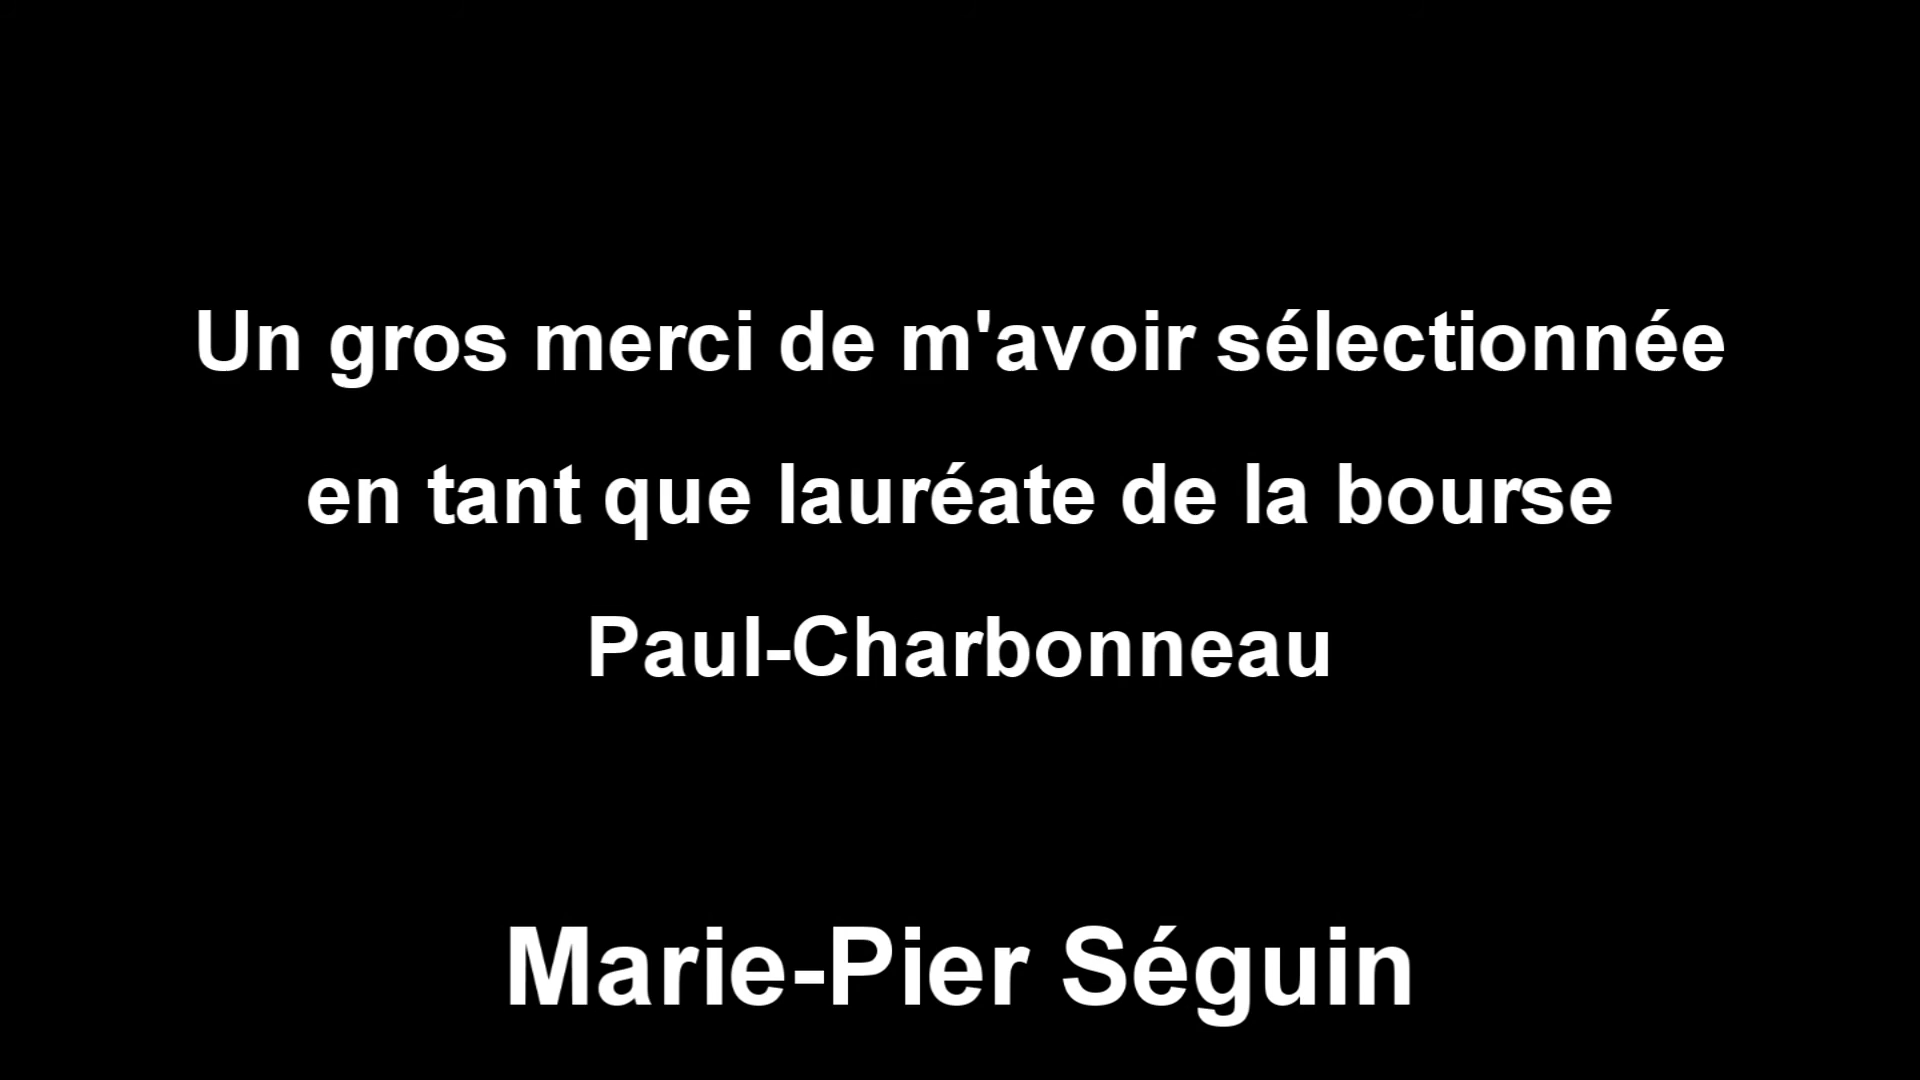 Un gros merci de m'avoir sélectionnée
en tant que lauréate de la bourse
Paul-Charbonneau
Marie-Pier Séguin